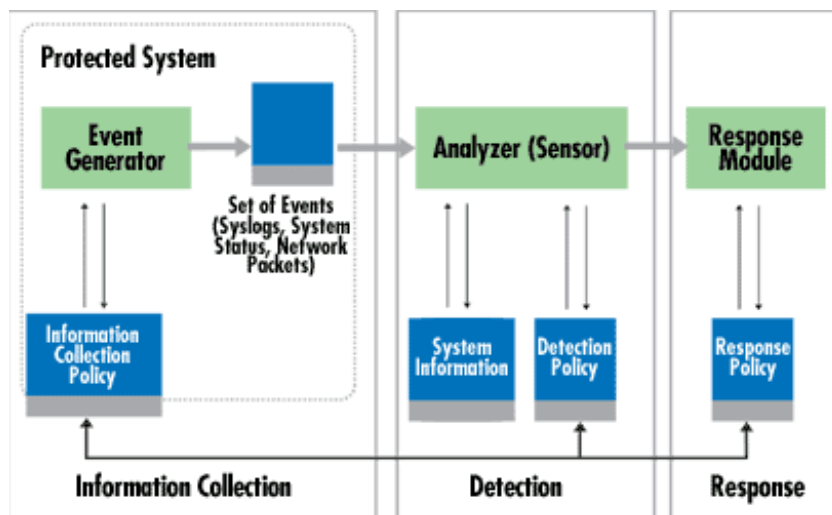 Protected System
Event
Generator
Set of Events
(Syslogs, System
Status, Network
Packets)
Information
Collection
Policy
Information Collection
Analyzer (Sensor)
System
Information
Detection
Policy
Detection
Response
Module
Response
Policy
Response